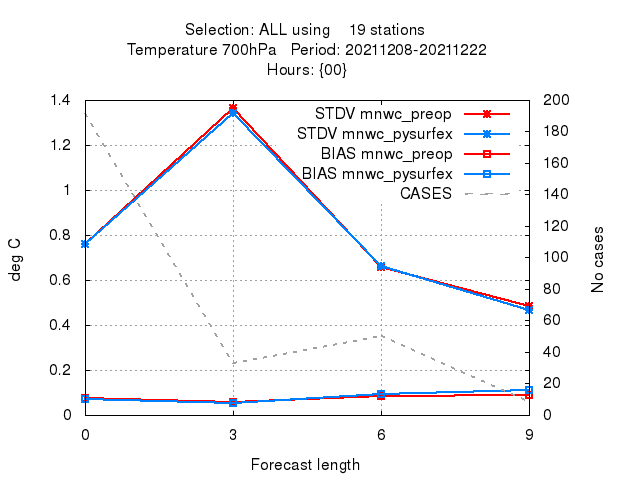 Selection: ALL using 19 stations
Temperature 700hPa Period: 20211208-20211222
Hours: {00}
1.4
1.2
1
0.8
0.6
0.4
0.2
0
deg C
STDV mnwc_preop
STDV mnwc_pysurfex
BIAS mnwc_preop
BIAS mnwc_pysurfex
CASES
200
180
160
140
120
100
80
60
40
20
0
No cases
0 3 6 9
Forecast length